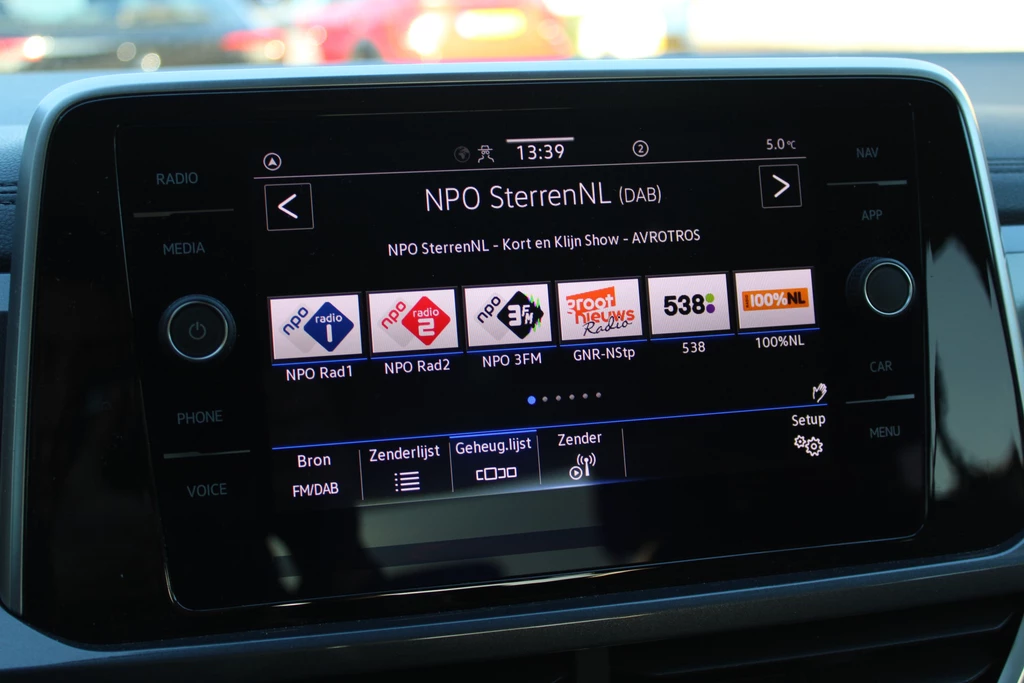 RADIO
MEDIA
PHONE
VOICE
13:39
2
5.0°C
<
NPO SterrenNL (DAB)
>
NPO SterrenNL - Kort en Klijn Show - AVROTROS
npo radio 1
npo radio 2
npo 3FM
Groot Nieuws Radio
538
100%NL
NPO Rad1
NPO Rad2
NPO 3FM
GNR-NStp
538
100%NL
Bron
FM/DAB
Zenderlijst
Geheug.lijst
Zender
Setup
NAV
APP
CAR
MENU